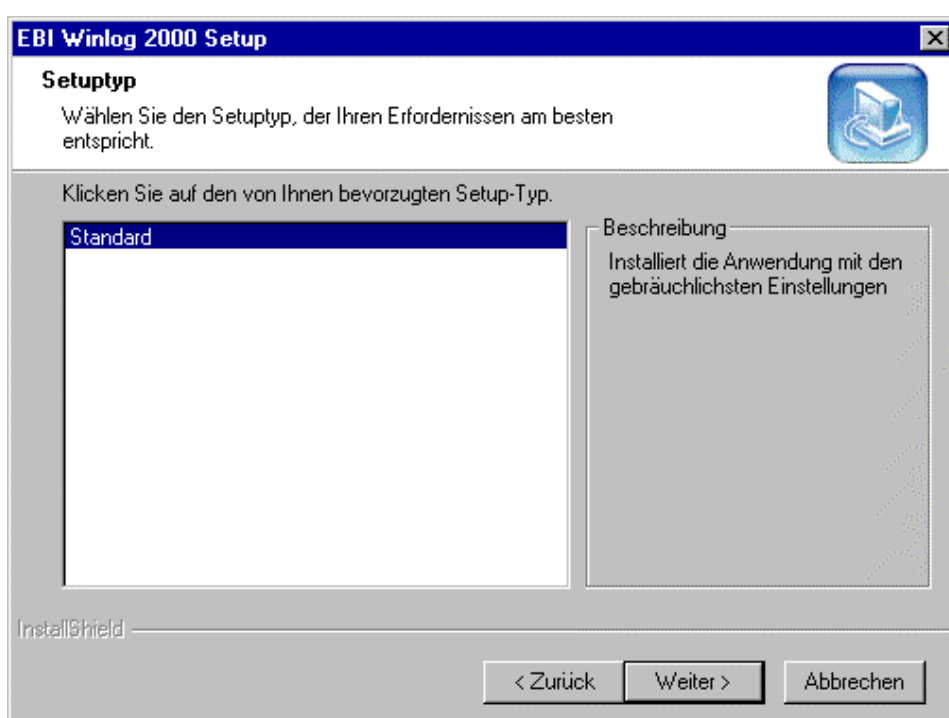 EBI Winlog 2000 Setup
Setuptyp
Wählen Sie den Setuptyp, der Ihren Erfordernissen am besten
entspricht.
Klicken Sie auf den von Ihnen bevorzugten Setup-Typ.
Standard
Beschreibung
Installiert die Anwendung mit den
gebräuchlichsten Einstellungen
InstallShield
< Zurück
Weiter >
Abbrechen